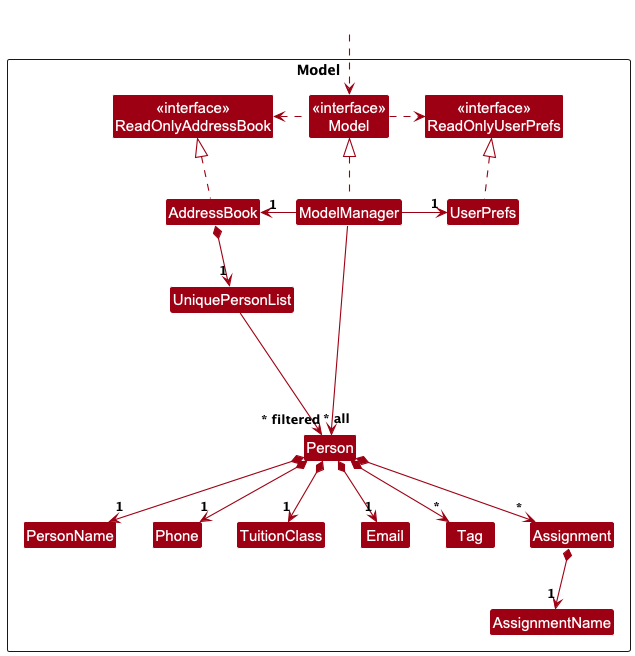 Model
«interface»
ReadOnlyAddressBook
«interface»
Model
«interface»
ReadOnlyUserPrefs
AddressBook
1
ModelManager
1
UserPrefs
1
UniquePersonList
* filtered
* all
Person
1
1
1
1
*
*
PersonName
Phone
TuitionClass
Email
Tag
Assignment
1
AssignmentName